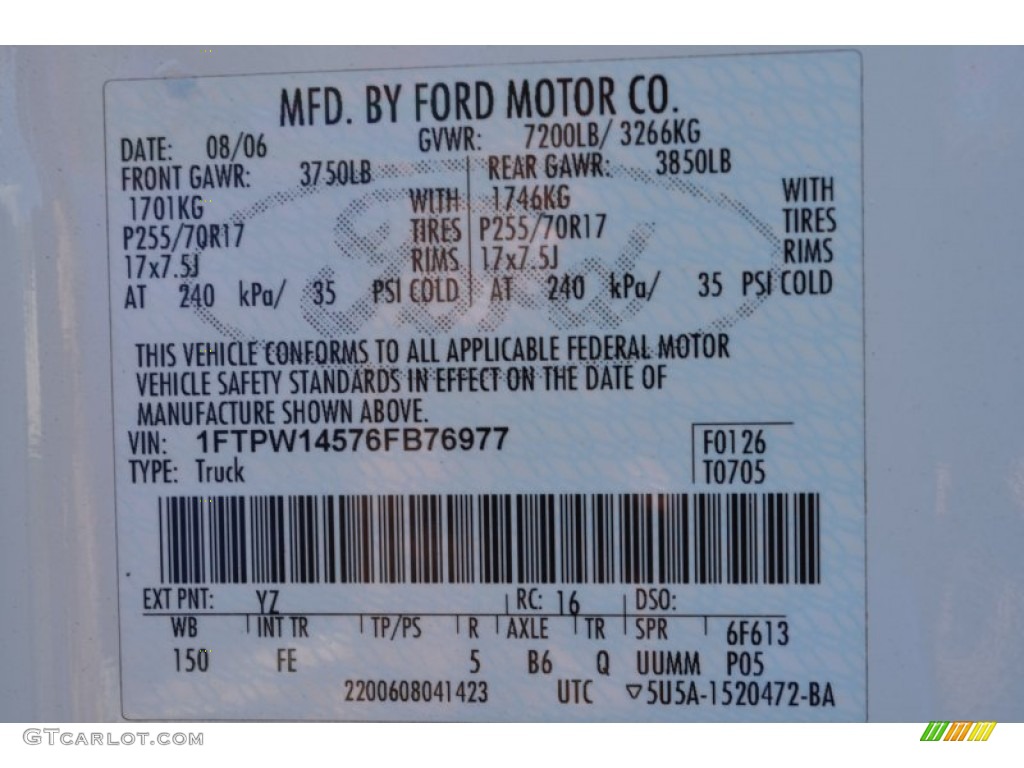 MFD. BY FORD MOTOR CO.
DATE: 08/06 GVWR: 7200LB/ 3266KG
FRONT GAWR: 3750LB REAR GAWR: 3850LB
1701KG WITH 1746KG WITH
P255/70R17 TIRES P255/70R17 TIRES
17x7.5J RIMS 17x7.5J RIMS
AT 240 kPa/ 35 PSI COLD AT 240 kPa/ 35 PSI COLD
Ford
THIS VEHICLE CONFORMS TO ALL APPLICABLE FEDERAL MOTOR
VEHICLE SAFETY STANDARDS IN EFFECT ON THE DATE OF
MANUFACTURE SHOWN ABOVE.
VIN: 1FTPW14576FB76977 F0126
TYPE: Truck T0705
EXT PNT: YZ RC: 16 DSO:
WB INT TR TP/PS R AXLE TR SPR 6F613
150 FE 5 B6 Q UUMM P05
2200608041423 UTC ▽5U5A-1520472-BA
GTCARLOT.COM